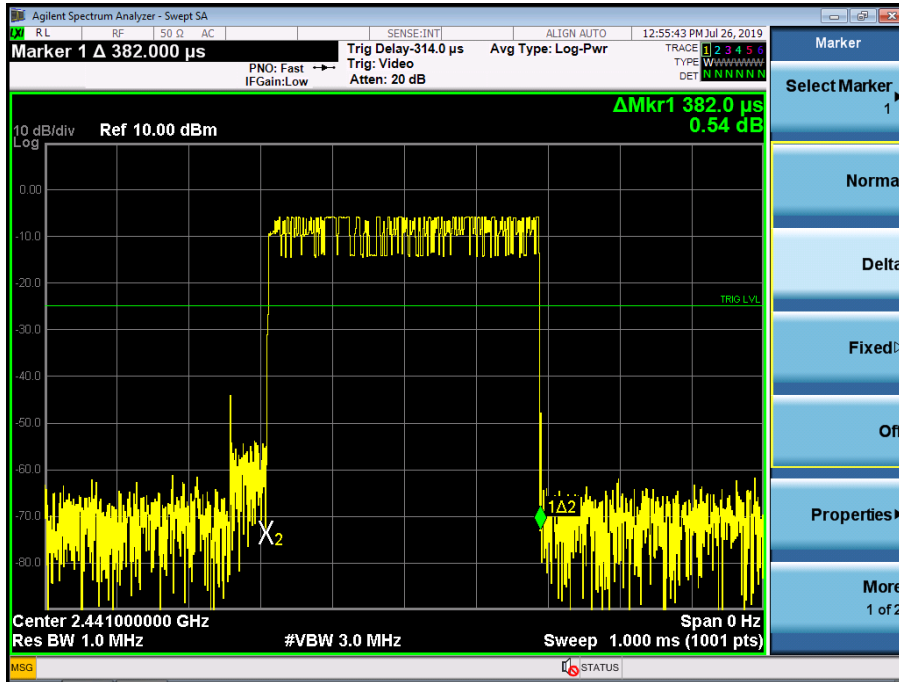 Agilent Spectrum Analyzer - Swept SA
LXI RL RF 50 Ω AC SENSE:INT ALIGN AUTO 12:55:43 PM Jul 26, 2019
Marker 1 Δ 382.000 µs
PNO: Fast
IFGain:Low
Trig Delay-314.0 µs
Trig: Video
Atten: 20 dB
Avg Type: Log-Pwr
TRACE 1 2 3 4 5 6
TYPE WWWWWW
DET N N N N N N
ΔMkr1 382.0 µs
0.54 dB
10 dB/div Ref 10.00 dBm
Log
0.00
-10.0
-20.0
TRIG LVL
-30.0
-40.0
-50.0
-60.0
-70.0
1Δ2
X2
-80.0
Center 2.441000000 GHz Span 0 Hz
Res BW 1.0 MHz #VBW 3.0 MHz Sweep 1.000 ms (1001 pts)
MSG STATUS
Marker
Select Marker
1
Norma
Delta
Fixed
Off
Properties
More
1 of 2